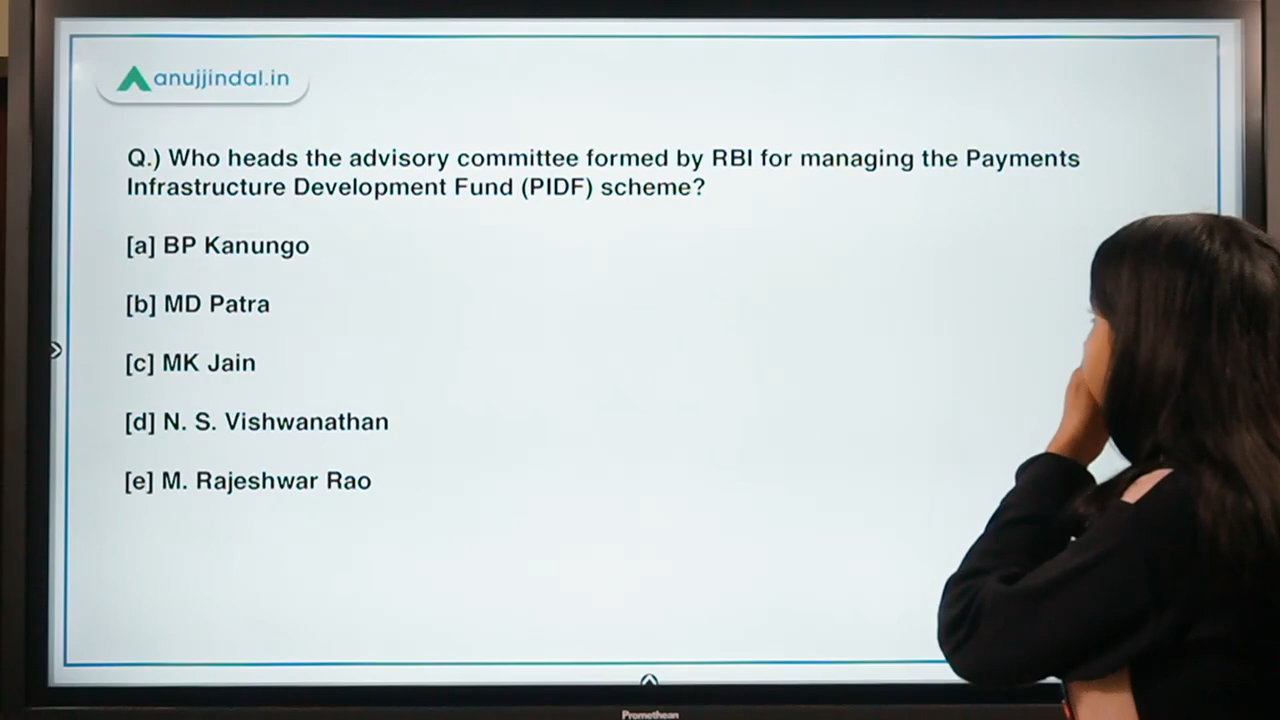 anujjindal.in
Q.) Who heads the advisory committee formed by RBI for managing the Payments
Infrastructure Development Fund (PIDF) scheme?
[a] BP Kanungo
[b] MD Patra
[c] MK Jain
[d] N. S. Vishwanathan
[e] M. Rajeshwar Rao
Promethean